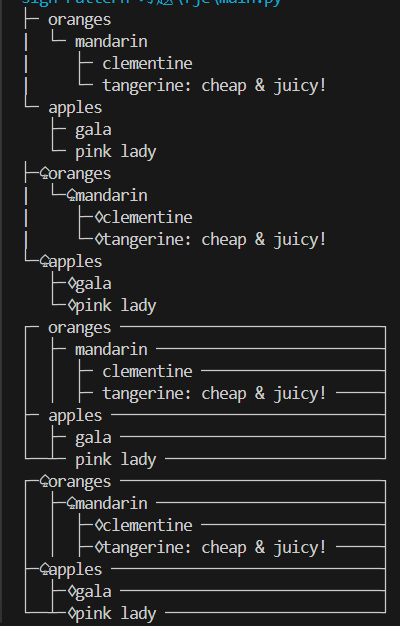 ├─ oranges
│  └─ mandarin
│     ├─ clementine
│     └─ tangerine: cheap & juicy!
└─ apples
   ├─ gala
   └─ pink lady
├─♤oranges
│  └─♤mandarin
│     ├─♢clementine
│     └─♢tangerine: cheap & juicy!
└─♤apples
   ├─♢gala
   └─♢pink lady
┌─ oranges ──────────────────────────────┐
│  ├─ mandarin ──────────────────────────┤
│  │  ├─ clementine ─────────────────────┤
│  │  ├─ tangerine: cheap & juicy! ──────┤
├─ apples ───────────────────────────────┤
│  ├─ gala ──────────────────────────────┤
└──┴─ pink lady ─────────────────────────┘
┌─♤oranges ──────────────────────────────┐
│  ├─♤mandarin ──────────────────────────┤
│  │  ├─♢clementine ─────────────────────┤
│  │  ├─♢tangerine: cheap & juicy! ──────┤
├─♤apples ───────────────────────────────┤
│  ├─♢gala ──────────────────────────────┤
└──┴─♢pink lady ─────────────────────────┘